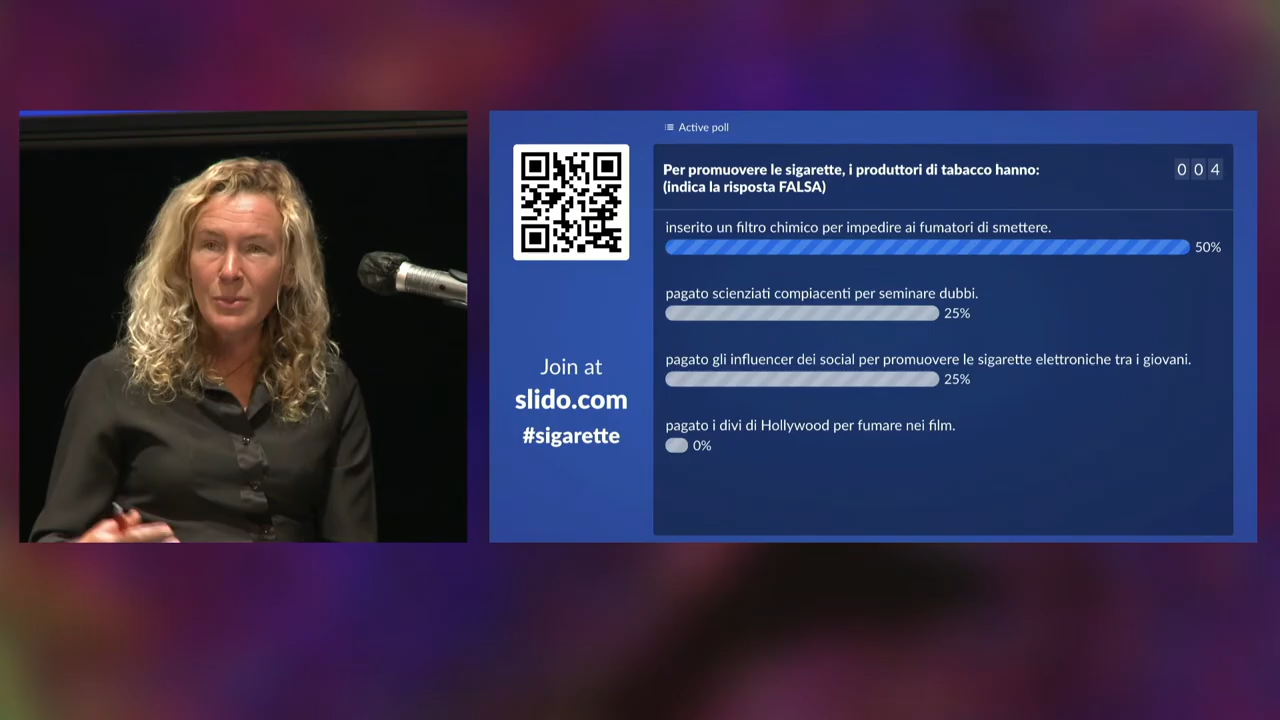 Active poll
Per promuovere le sigarette, i produttori di tabacco hanno:
(indica la risposta FALSA)
0 0 4
inserito un filtro chimico per impedire ai fumatori di smettere.
50%
pagato scienziati compiacenti per seminare dubbi.
25%
pagato gli influencer dei social per promuovere le sigarette elettroniche tra i giovani.
25%
pagato i divi di Hollywood per fumare nei film.
0%
Join at
slido.com
#sigarette